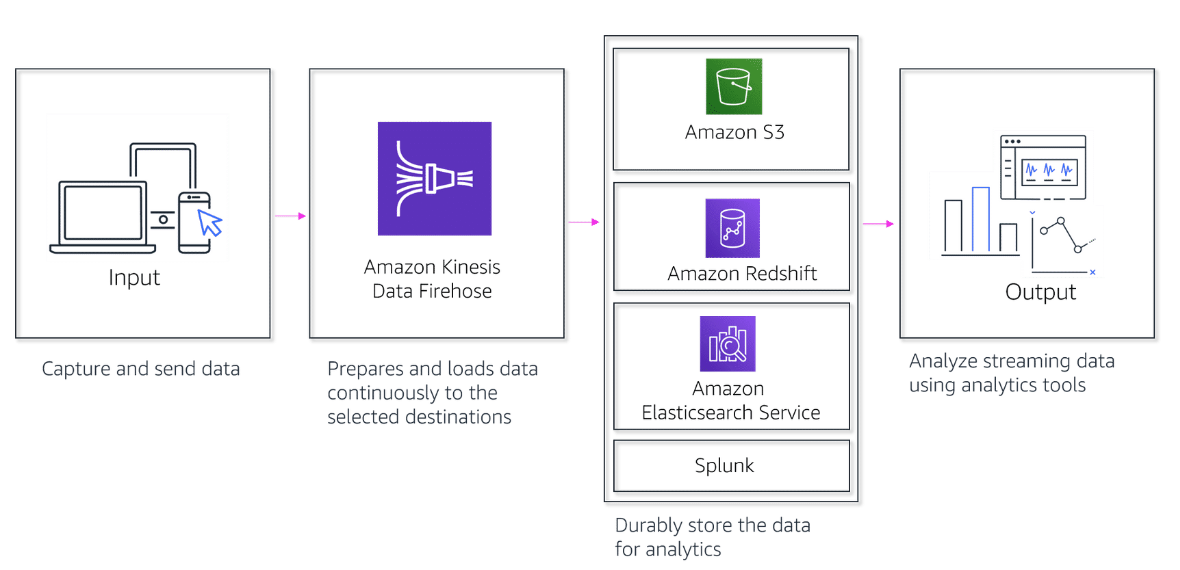 Input
Capture and send data
Amazon Kinesis
Data Firehose
Prepares and loads data
continuously to the
selected destinations
Amazon S3
Amazon Redshift
Amazon
Elasticsearch Service
Splunk
Durably store the data
for analytics
Output
Analyze streaming data
using analytics tools